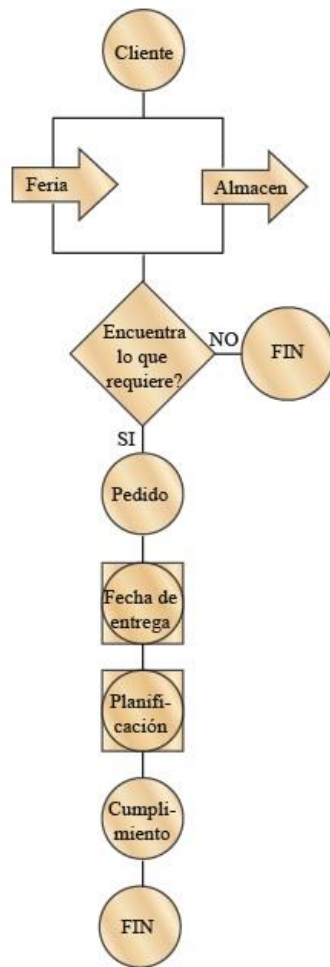 Cliente
Feria
Almacen
Encuentra
lo que
requiere?
NO
FIN
SI
Pedido
Fecha de
entrega
Planifi-
cación
Cumpli-
miento
FIN